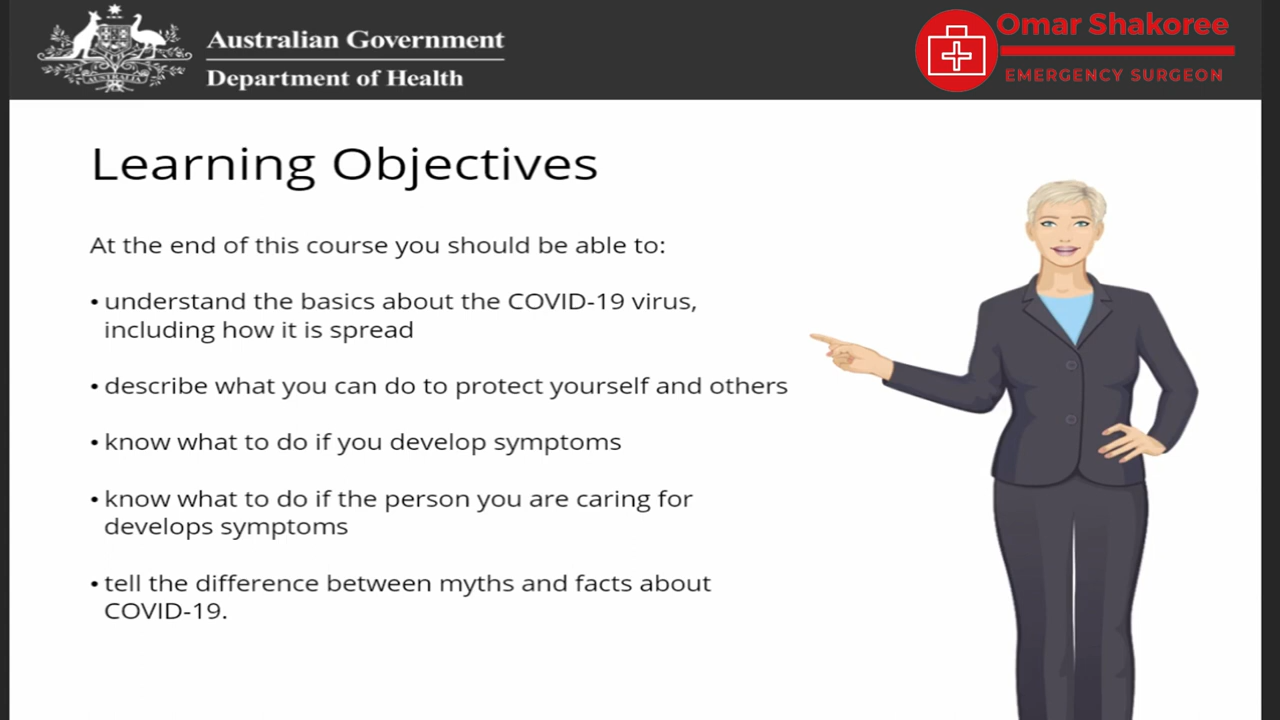 Australian Government
Department of Health
Omar Shakoree
EMERGENCY SURGEON
Learning Objectives
At the end of this course you should be able to:
• understand the basics about the COVID-19 virus,
including how it is spread
• describe what you can do to protect yourself and others
• know what to do if you develop symptoms
• know what to do if the person you are caring for
develops symptoms
• tell the difference between myths and facts about
COVID-19.